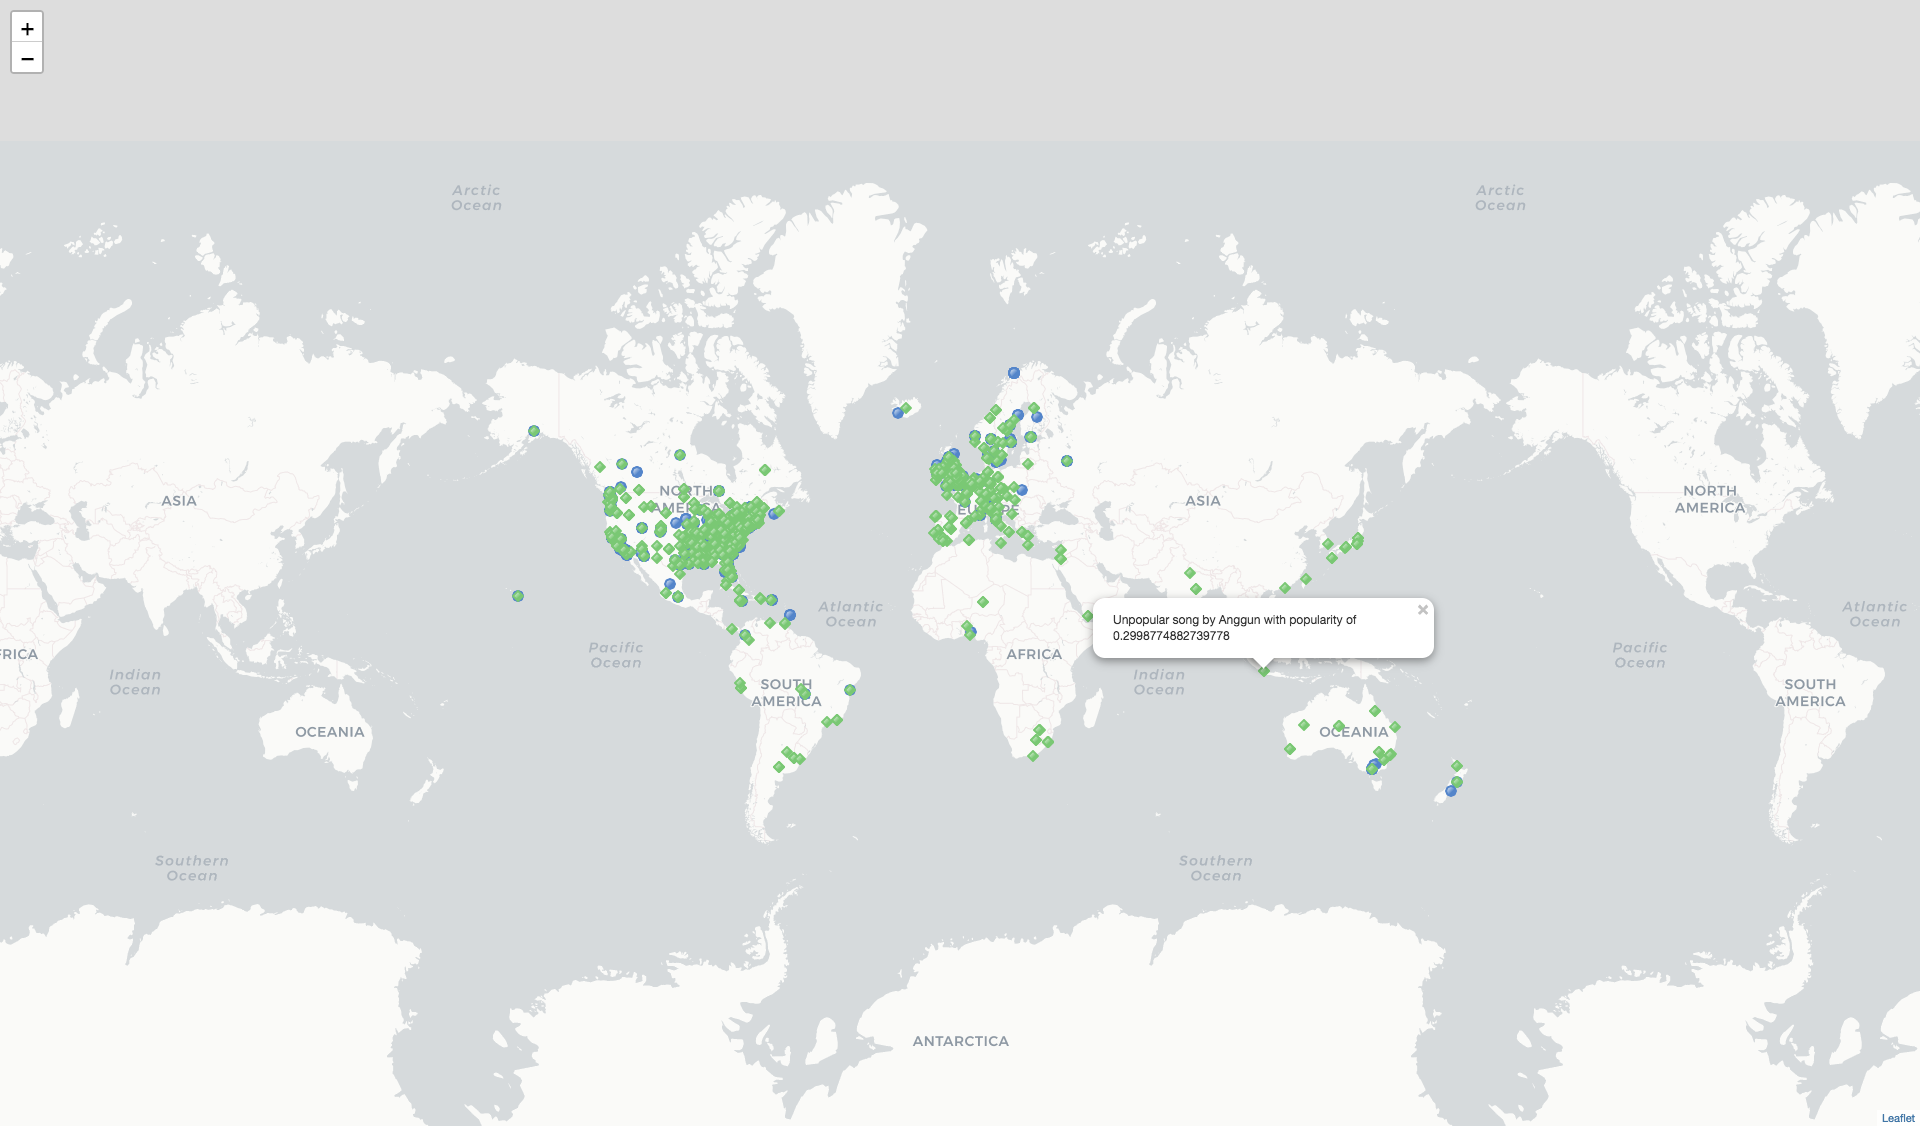 +
−
Arctic
Ocean
Arctic
Ocean
ASIA
NORTH
AMERICA
EUROPE
ASIA
NORTH
AMERICA
Atlantic
Ocean
Atlantic
Ocean
Unpopular song by Anggun with popularity of
0.2998774882739778
×
FRICA
Indian
Ocean
Pacific
Ocean
AFRICA
Indian
Ocean
Pacific
Ocean
SOUTH
AMERICA
SOUTH
AMERICA
OCEANIA
OCEANIA
Southern
Ocean
Southern
Ocean
ANTARCTICA
Leaflet